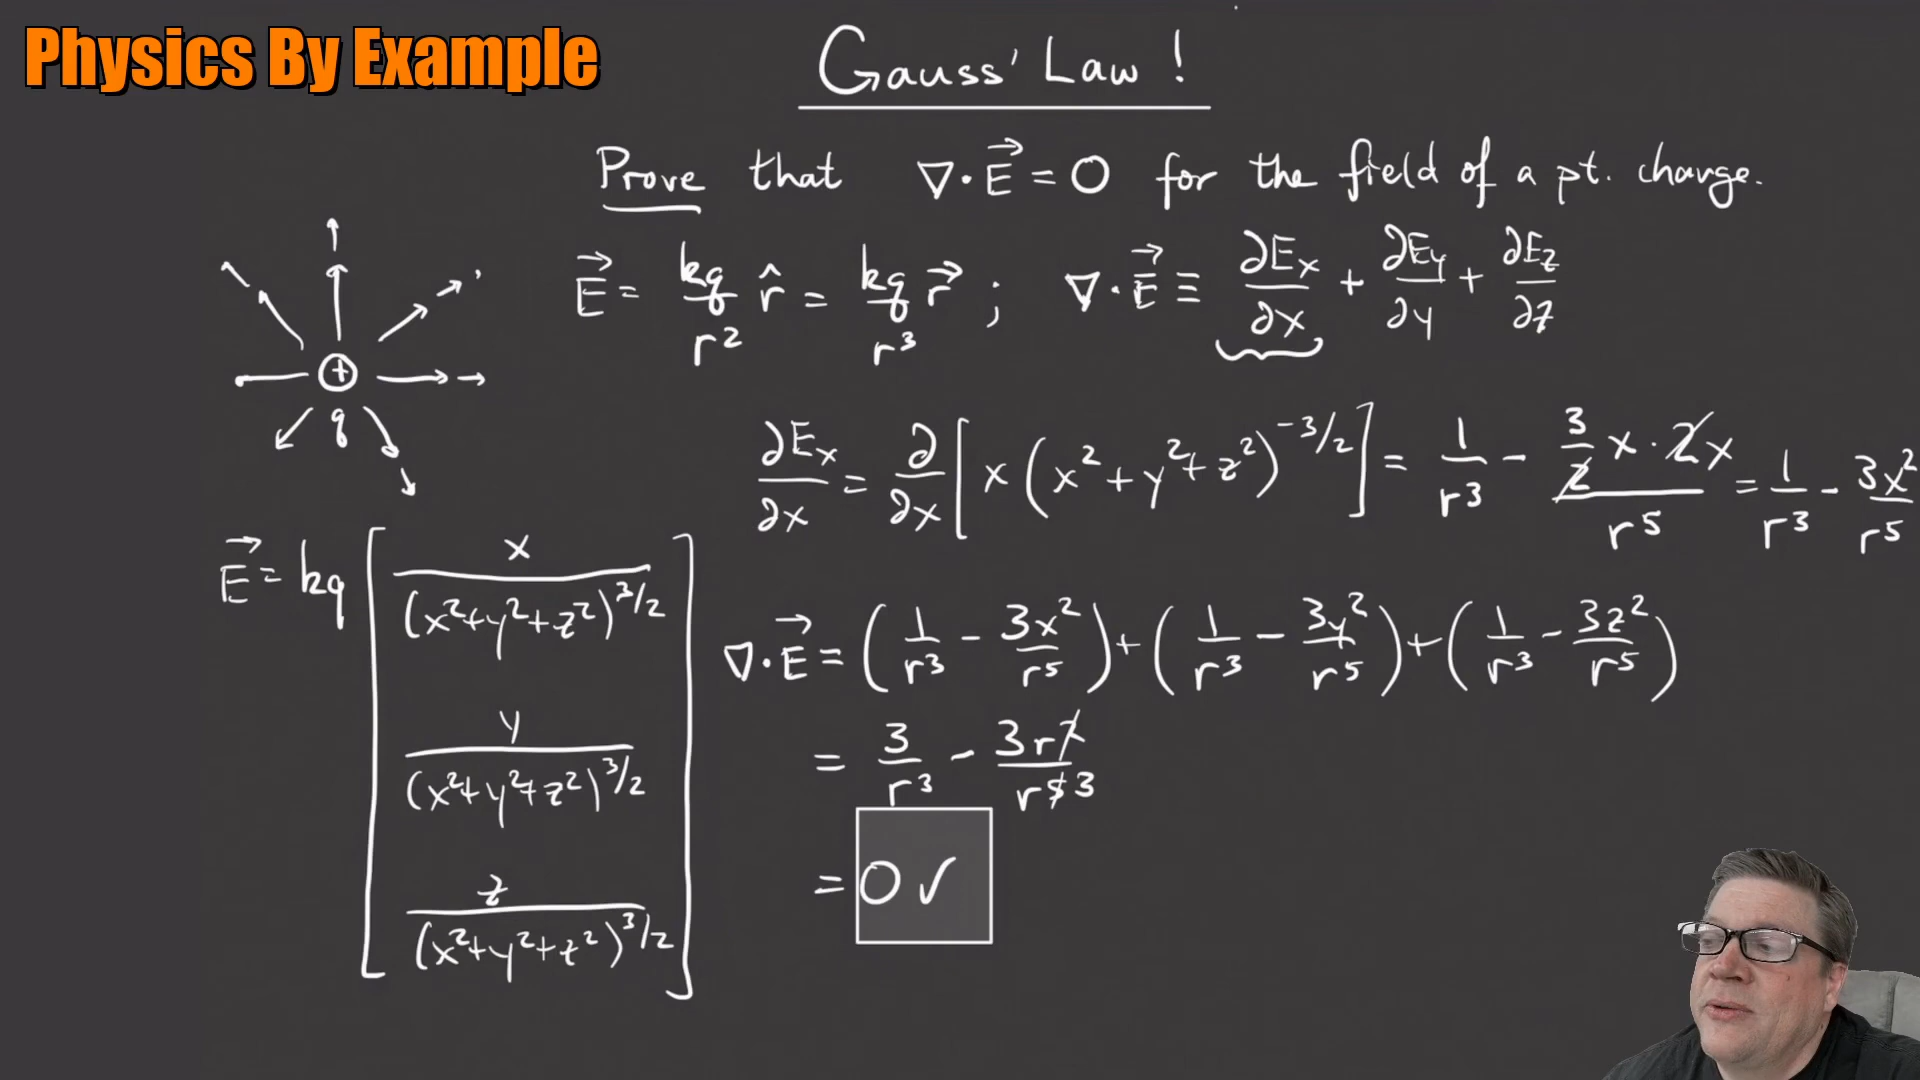 Physics By Example
Gauss' Law !
Prove that ∇·E⃗ = 0 for the field of a pt. charge.
E⃗ = kq/r² r̂ = kq/r³ r⃗ ; ∇·E⃗ ≡ ∂Ex/∂x + ∂Ey/∂y + ∂Ez/∂z
+
q
∂Ex/∂x = ∂/∂x [ x (x² + y² + z²)^(-3/2) ] = 1/r³ - (3/2 x · 2x)/r⁵ = 1/r³ - 3x²/r⁵
E⃗ = kq [ x/(x²+y²+z²)^(3/2)
y/(x²+y²+z²)^(3/2)
z/(x²+y²+z²)^(3/2) ]
∇·E⃗ = (1/r³ - 3x²/r⁵) + (1/r³ - 3y²/r⁵) + (1/r³ - 3z²/r⁵)
= 3/r³ - 3r²/r⁵ 3
= 0 ✓